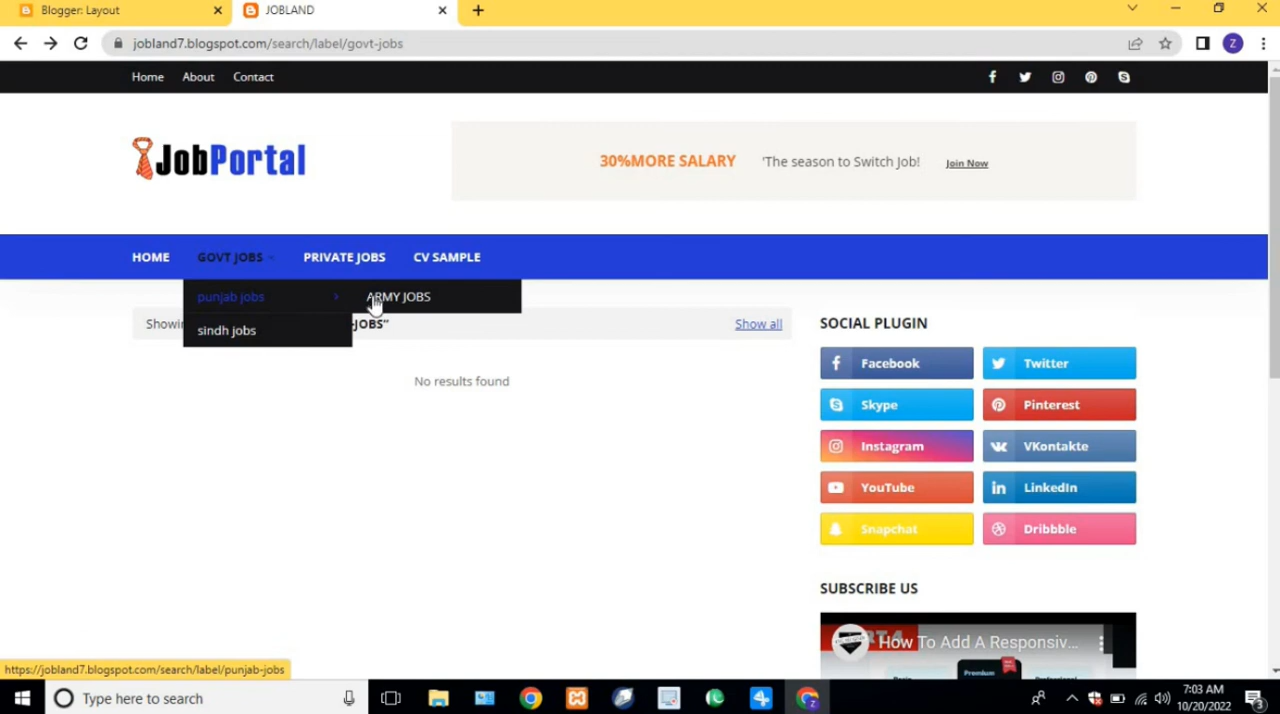 Blogger: Layout
JOBLAND
jobland7.blogspot.com/search/label/govt-jobs
Z
Home About Contact
JobPortal
30%MORE SALARY 'The season to Switch Job! Join Now
HOME GOVT JOBS PRIVATE JOBS CV SAMPLE
punjab jobs
ARMY JOBS
sindh jobs
-JOBS" Show all
No results found
SOCIAL PLUGIN
Facebook Twitter
Skype Pinterest
Instagram VKontakte
YouTube LinkedIn
Snapchat Dribbble
SUBSCRIBE US
How To Add A Responsiv...
Premium
https://jobland7.blogspot.com/search/label/punjab-jobs
Type here to search
7:03 AM
10/20/2022
3